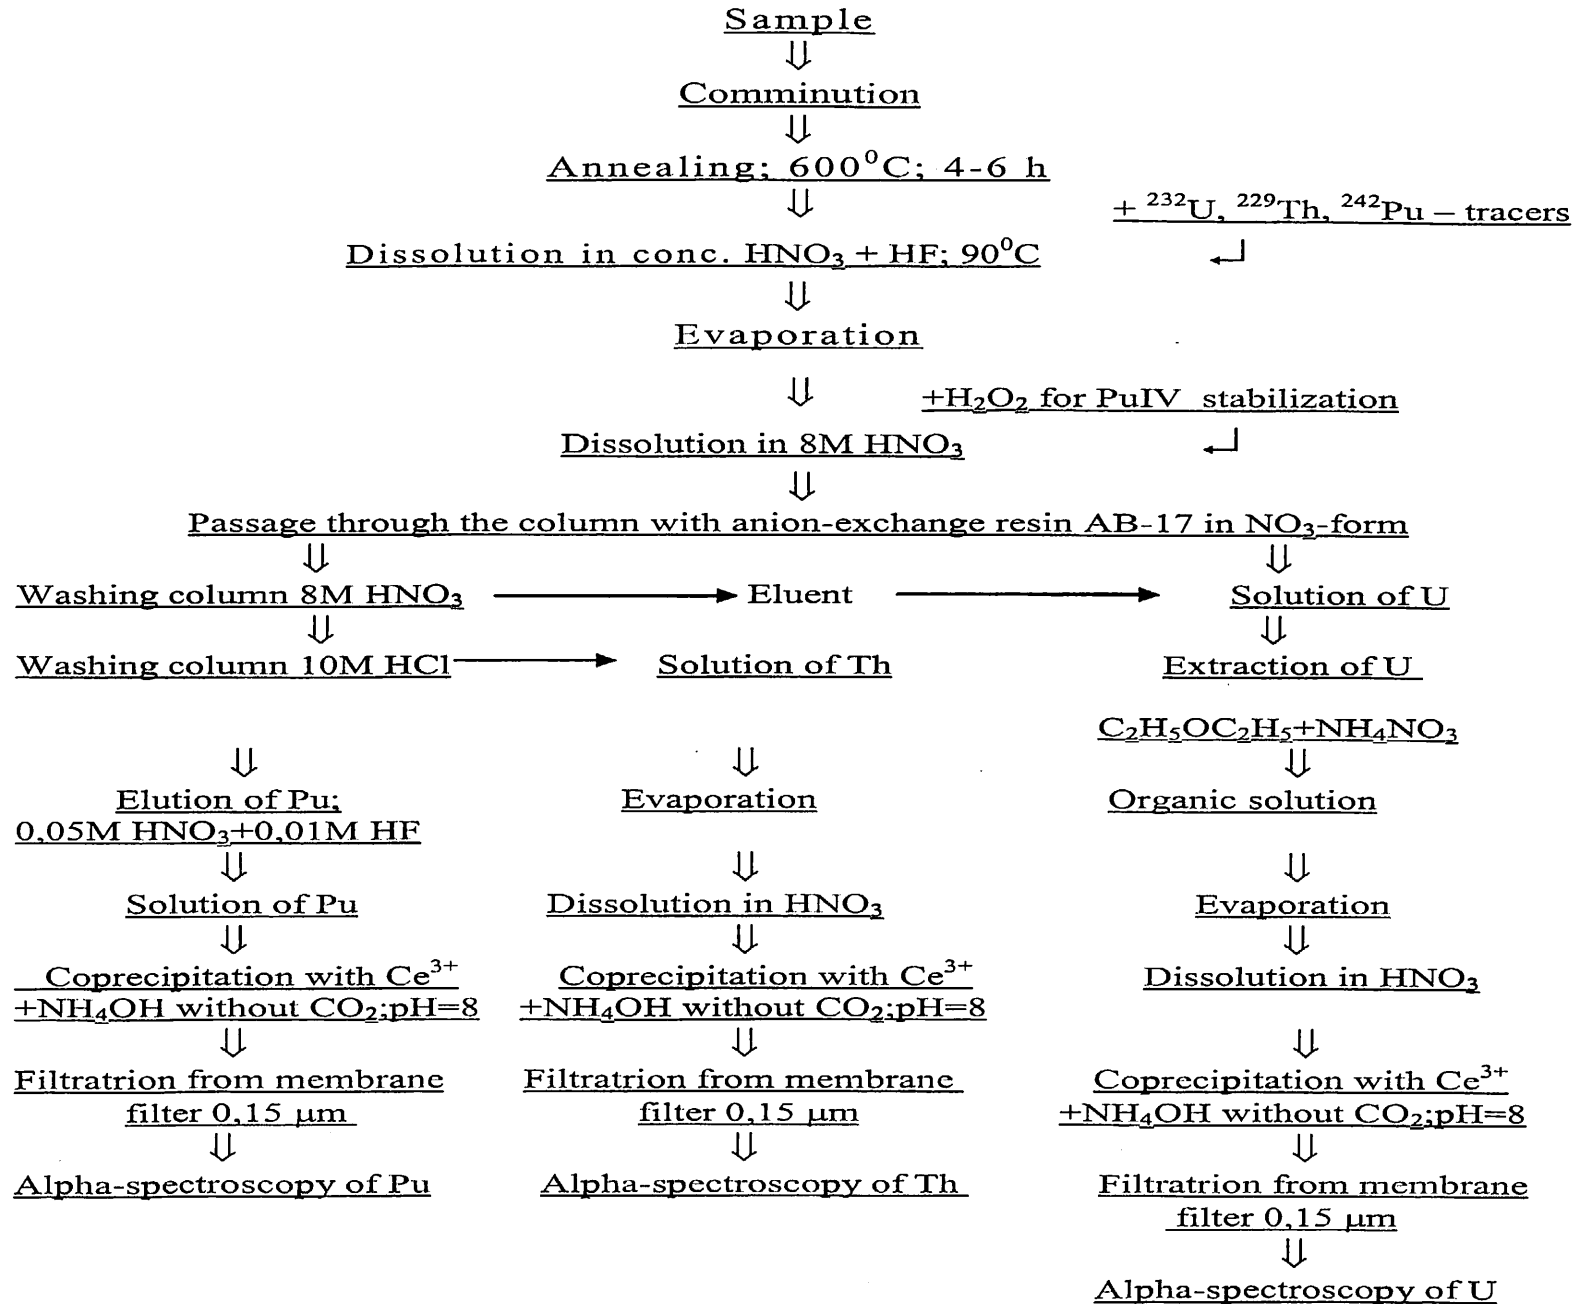 Sample
Comminution
Annealing; 600⁰C; 4-6 h
+ ²³²U, ²²⁹Th, ²⁴²Pu – tracers
Dissolution in conc. HNO₃ + HF; 90⁰C
Evaporation
+H₂O₂ for PuIV stabilization
Dissolution in 8M HNO₃
Passage through the column with anion-exchange resin AB-17 in NO₃-form
Washing column 8M HNO₃ Eluent Solution of U
Washing column 10M HCl Solution of Th Extraction of U
C₂H₅OC₂H₅+NH₄NO₃
Elution of Pu; Evaporation Organic solution
0,05M HNO₃+0,01M HF
Solution of Pu Dissolution in HNO₃ Evaporation
Coprecipitation with Ce³⁺ Coprecipitation with Ce³⁺ Dissolution in HNO₃
+NH₄OH without CO₂;pH=8 +NH₄OH without CO₂;pH=8
Filtratrion from membrane Filtratrion from membrane Coprecipitation with Ce³⁺
filter 0,15 μm filter 0,15 μm +NH₄OH without CO₂;pH=8
Alpha-spectroscopy of Pu Alpha-spectroscopy of Th Filtratrion from membrane
filter 0,15 μm
Alpha-spectroscopy of U